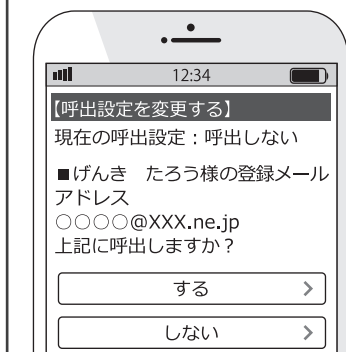 12:34
【呼出設定を変更する】
現在の呼出設定：呼出しない
■げんき　たろう様の登録メール
アドレス
○○○○@XXX.ne.jp
上記に呼出しますか？
する
しない